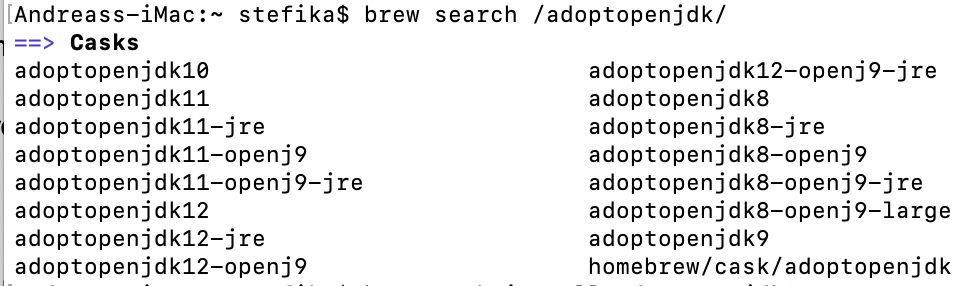 [Andreass-iMac:~ stefika$ brew search /adoptopenjdk/
==> Casks
adoptopenjdk10 adoptopenjdk12-openj9-jre
adoptopenjdk11 adoptopenjdk8
adoptopenjdk11-jre adoptopenjdk8-jre
adoptopenjdk11-openj9 adoptopenjdk8-openj9
adoptopenjdk11-openj9-jre adoptopenjdk8-openj9-jre
adoptopenjdk12 adoptopenjdk8-openj9-large
adoptopenjdk12-jre adoptopenjdk9
adoptopenjdk12-openj9 homebrew/cask/adoptopenjdk